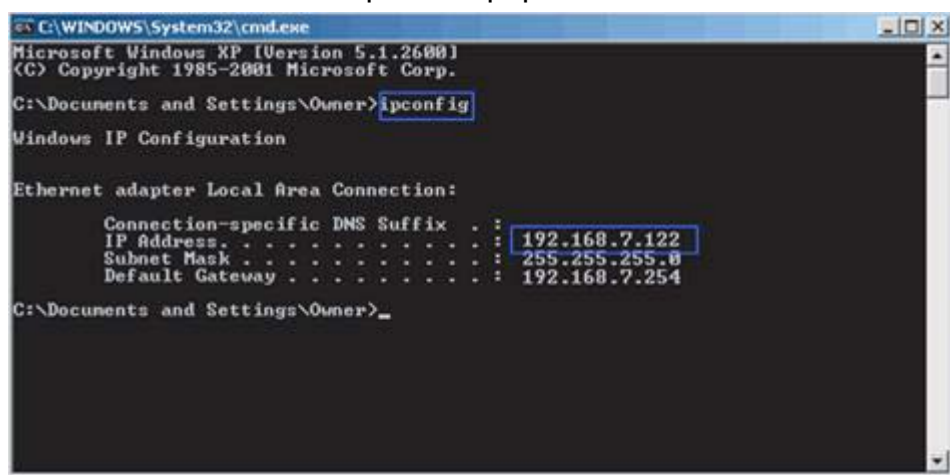 C:\WINDOWS\System32\cmd.exe
Microsoft Windows XP [Version 5.1.2600]
(C) Copyright 1985-2001 Microsoft Corp.
C:\Documents and Settings\Owner>ipconfig
Windows IP Configuration
Ethernet adapter Local Area Connection:
Connection-specific DNS Suffix . :
IP Address. . . . . . . . . . . . : 192.168.7.122
Subnet Mask . . . . . . . . . . . : 255.255.255.0
Default Gateway . . . . . . . . . : 192.168.7.254
C:\Documents and Settings\Owner>_